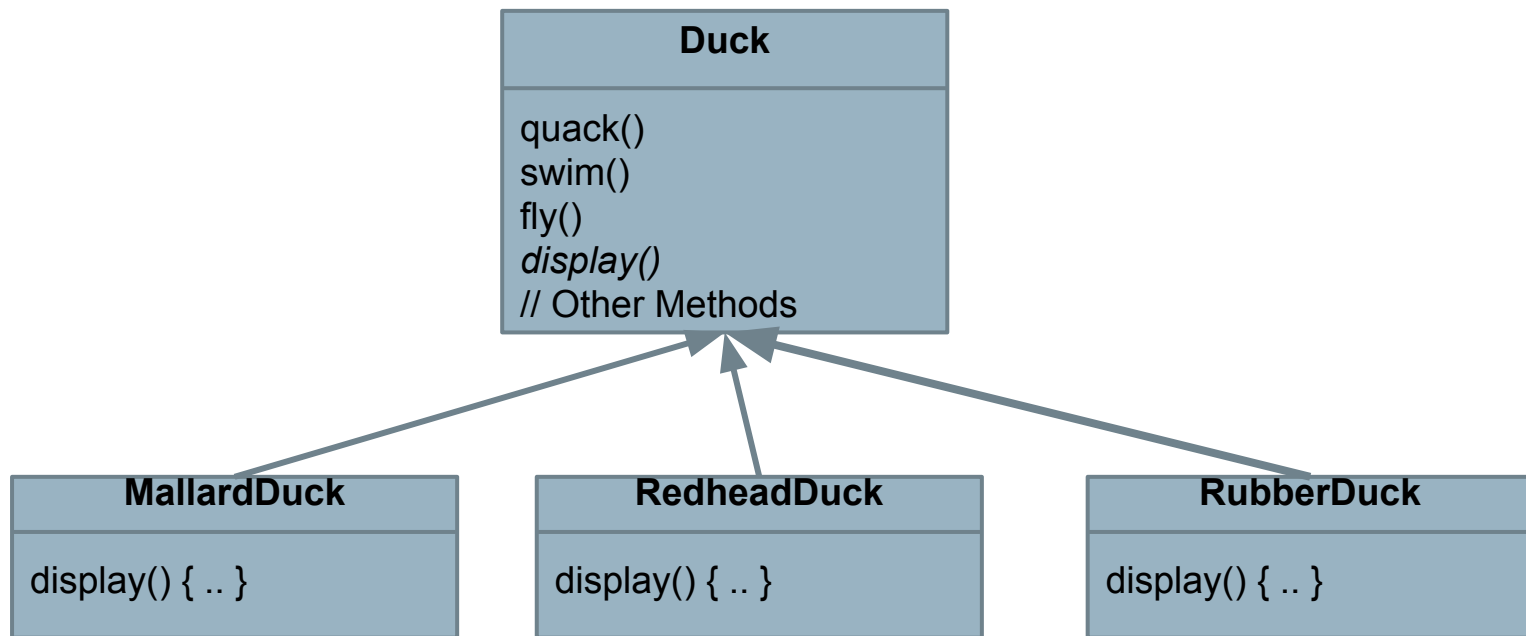 Duck
quack()
swim()
fly()
display()
// Other Methods
MallardDuck
display() { .. }
RedheadDuck
display() { .. }
RubberDuck
display() { .. }